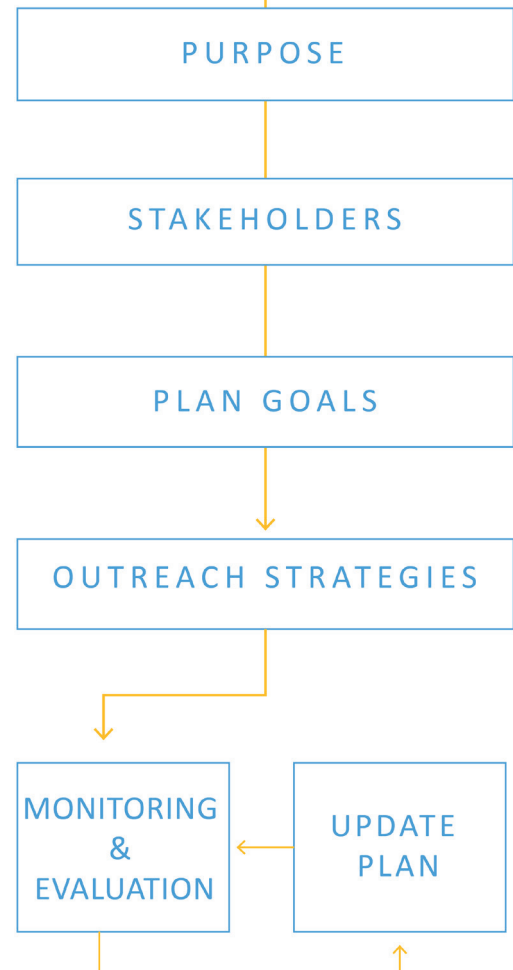 PURPOSE
STAKEHOLDERS
PLAN GOALS
OUTREACH STRATEGIES
MONITORING
&
EVALUATION
UPDATE
PLAN